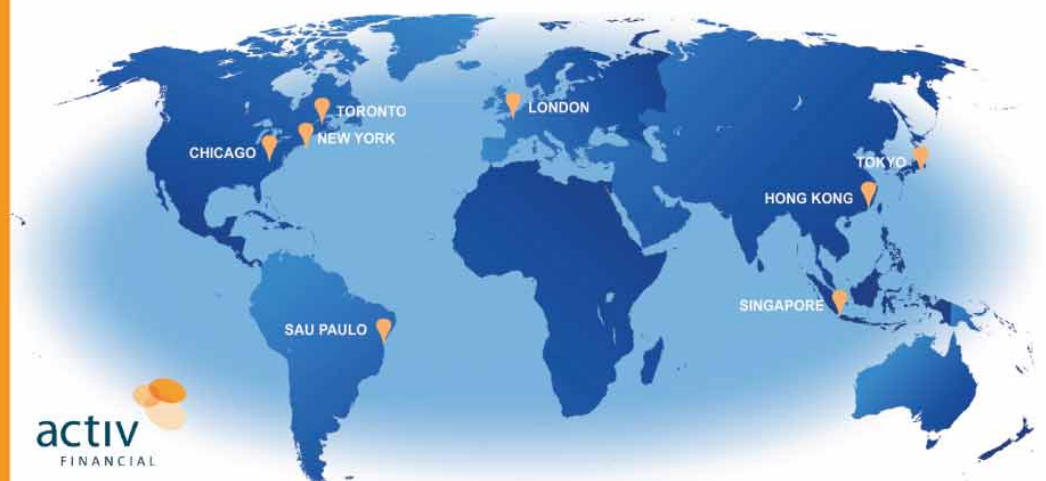 TORONTO
LONDON
NEW YORK
CHICAGO
TOKYO
HONG KONG
SINGAPORE
SAU PAULO
activ
FINANCIAL